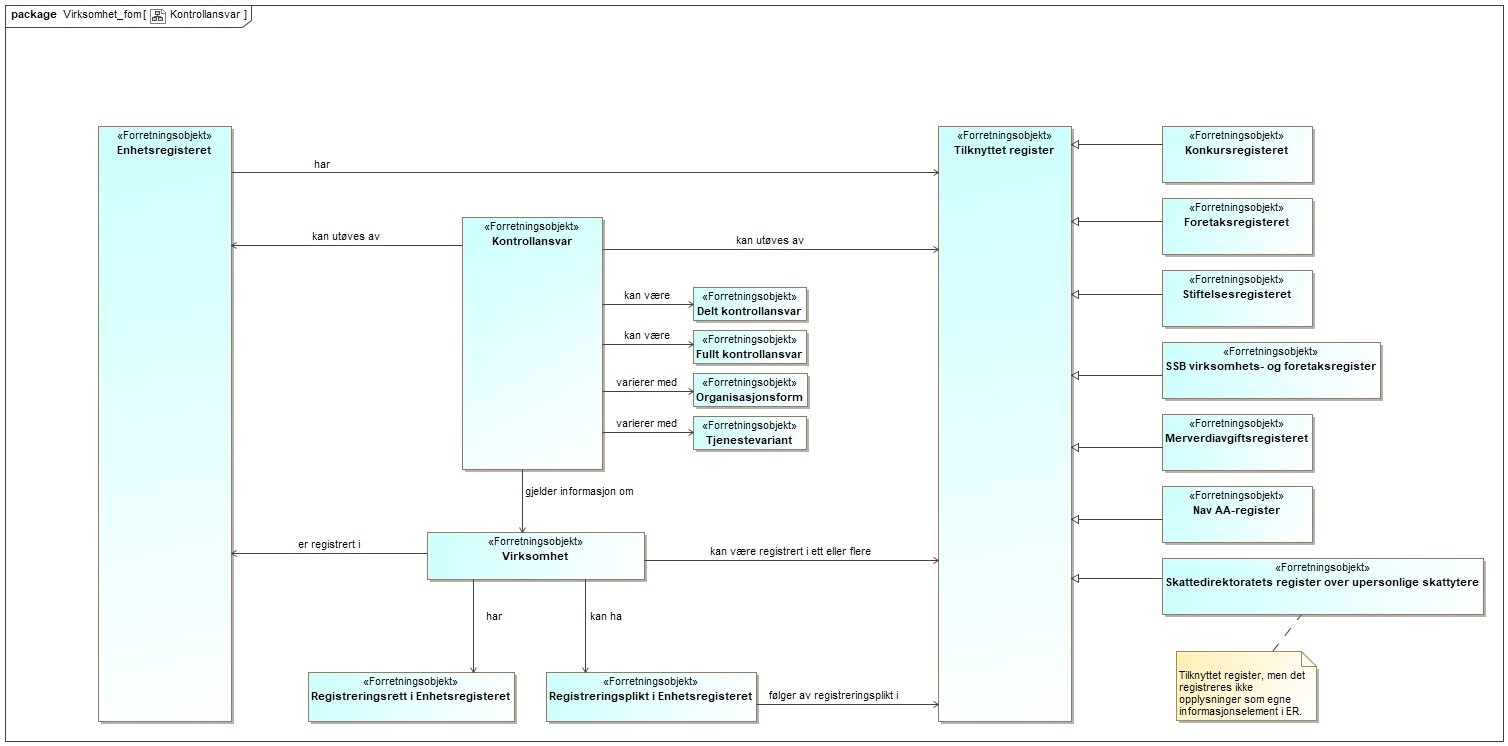 package Virksomhet_fom[ Kontrollansvar ]
«Forretningsobjekt»
Enhetsregisteret
«Forretningsobjekt»
Tilknyttet register
«Forretningsobjekt»
Konkursregisteret
har
«Forretningsobjekt»
Foretaksregisteret
«Forretningsobjekt»
Kontrollansvar
kan utøves av
kan utøves av
«Forretningsobjekt»
Stiftelsesregisteret
kan være
«Forretningsobjekt»
Delt kontrollansvar
kan være
«Forretningsobjekt»
Fullt kontrollansvar
«Forretningsobjekt»
SSB virksomhets- og foretaksregister
varierer med
«Forretningsobjekt»
Organisasjonsform
varierer med
«Forretningsobjekt»
Tjenestevariant
«Forretningsobjekt»
Merverdiavgiftsregisteret
gjelder informasjon om
«Forretningsobjekt»
Nav AA-register
«Forretningsobjekt»
Virksomhet
er registrert i
kan være registrert i ett eller flere
«Forretningsobjekt»
Skattedirektoratets register over upersonlige skattytere
har
kan ha
«Forretningsobjekt»
Registreringsrett i Enhetsregisteret
«Forretningsobjekt»
Registreringsplikt i Enhetsregisteret
følger av registreringsplikt i
Tilknyttet register, men det
registreres ikke
opplysninger som egne
informasjonselement i ER.